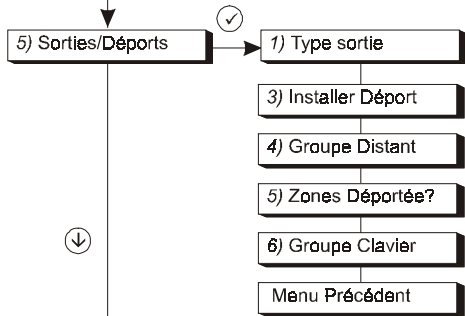 5) Sorties/Déports
1) Type sortie
3) Installer Déport
4) Groupe Distant
5) Zones Déportée?
6) Groupe Clavier
Menu Précédent